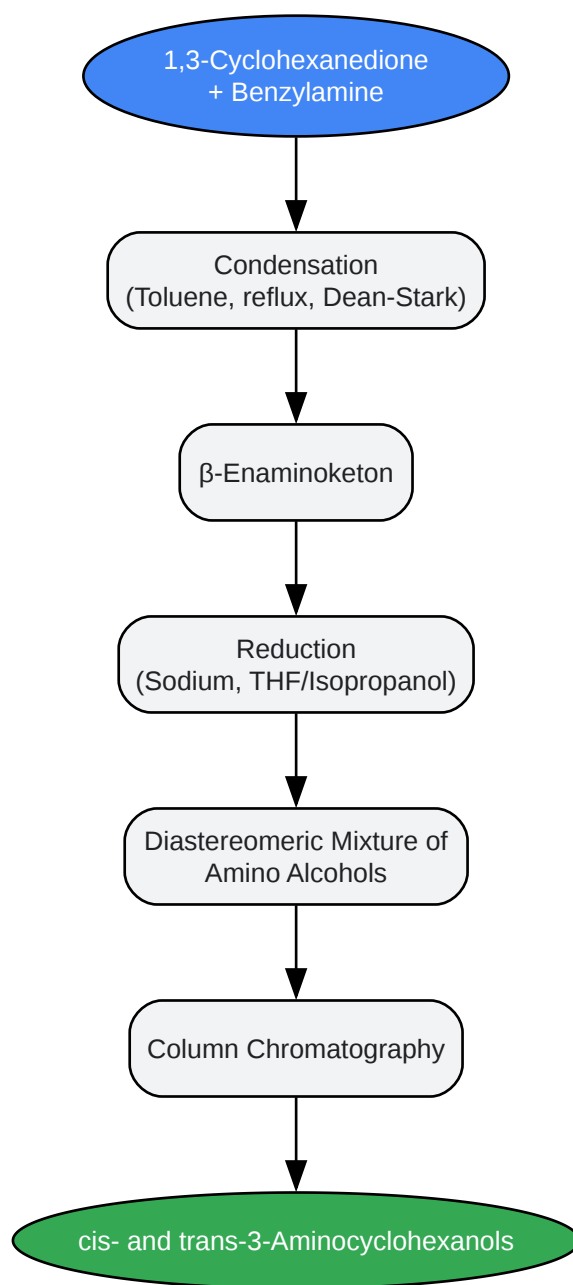 1,3-Cyclohexanedione
+ Benzylamine
Condensation
(Toluene, reflux, Dean-Stark)
β-Enaminoketon
Reduction
(Sodium, THF/Isopropanol)
Diastereomeric Mixture of
Amino Alcohols
Column Chromatography
cis- and trans-3-Aminocyclohexanols